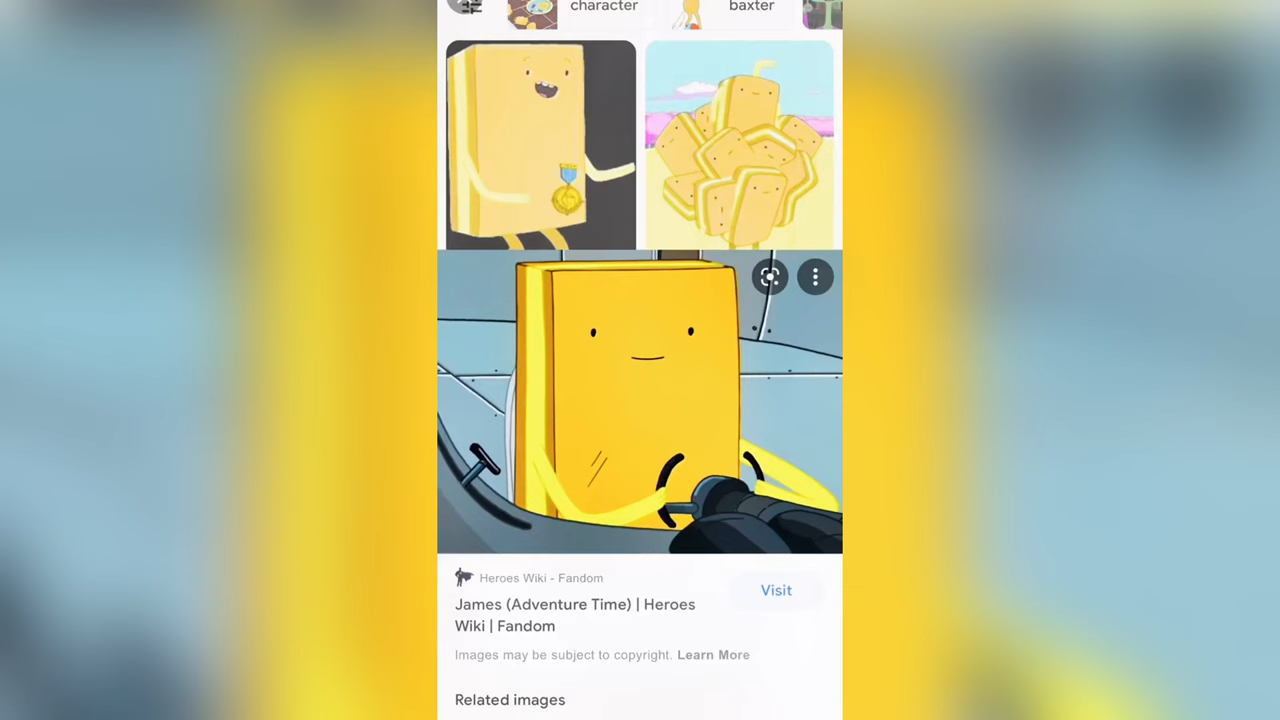 character
baxter
Heroes Wiki - Fandom
Visit
James (Adventure Time) | Heroes
Wiki | Fandom
Images may be subject to copyright. Learn More
Related images